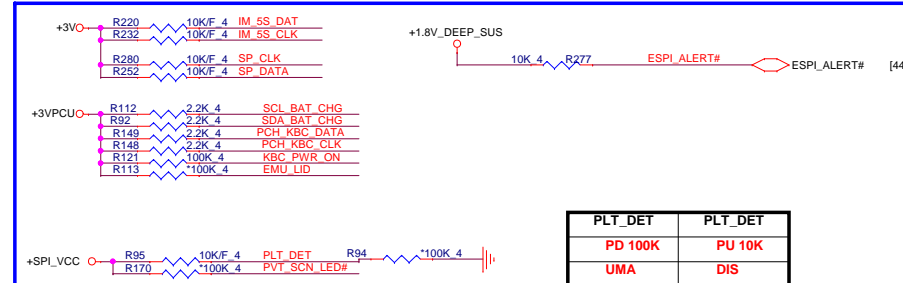 +3V R220 10K/F_4 IM_5S_DAT
R232 10K/F_4 IM_5S_CLK
R280 10K/F_4 SP_CLK
R252 10K/F_4 SP_DATA
+1.8V_DEEP_SUS
10K_4 R277 ESPI_ALERT# ESPI_ALERT# [44
+3VPCU R112 2.2K_4 SCL_BAT_CHG
R92 2.2K_4 SDA_BAT_CHG
R149 2.2K_4 PCH_KBC_DATA
R148 2.2K_4 PCH_KBC_CLK
R121 100K_4 KBC_PWR_ON
R113 *100K_4 EMU_LID
+SPI_VCC R95 10K/F_4 PLT_DET R94 *100K_4
R170 *100K_4 PVT_SCN_LED#
PLT_DET PLT_DET
PD 100K PU 10K
UMA DIS